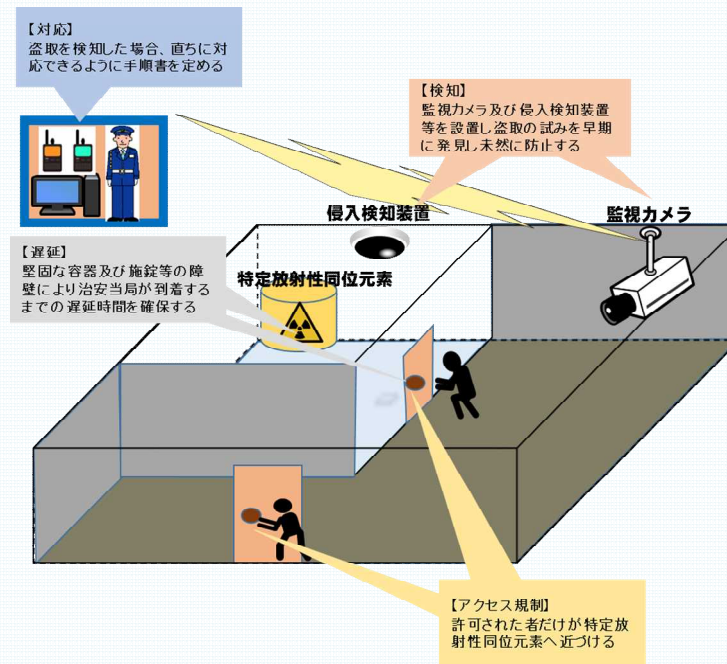 【対応】
盗取を検知した場合、直ちに対
応できるように手順書を定める
【検知】
監視カメラ及び侵入検知装置
等を設置し盗取の試みを早期
に発見し未然に防止する
侵入検知装置
監視カメラ
【遅延】
堅固な容器及び施錠等の障
壁により治安当局が到着する
までの遅延時間を確保する
特定放射性同位元素
【アクセス規制】
許可された者だけが特定放
射性同位元素へ近づける